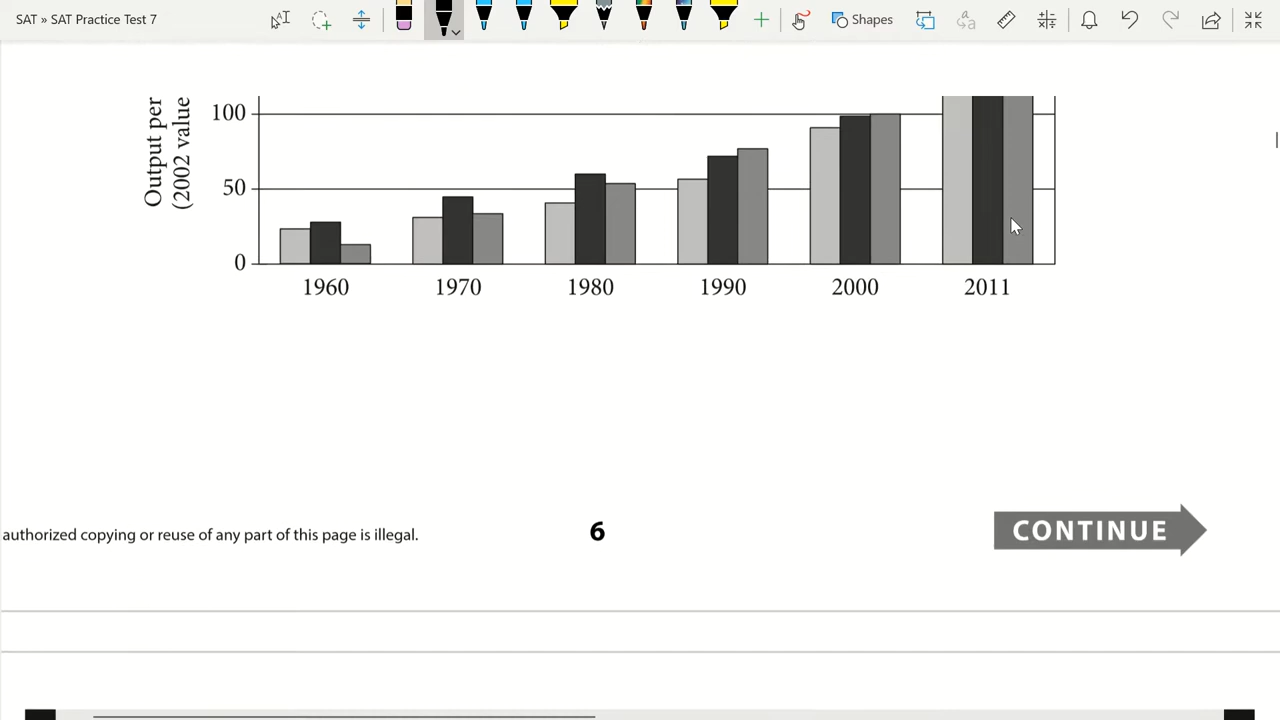 SAT » SAT Practice Test 7
Shapes
Output per
(2002 value
100
50
0
1960 1970 1980 1990 2000 2011
authorized copying or reuse of any part of this page is illegal.
6
CONTINUE